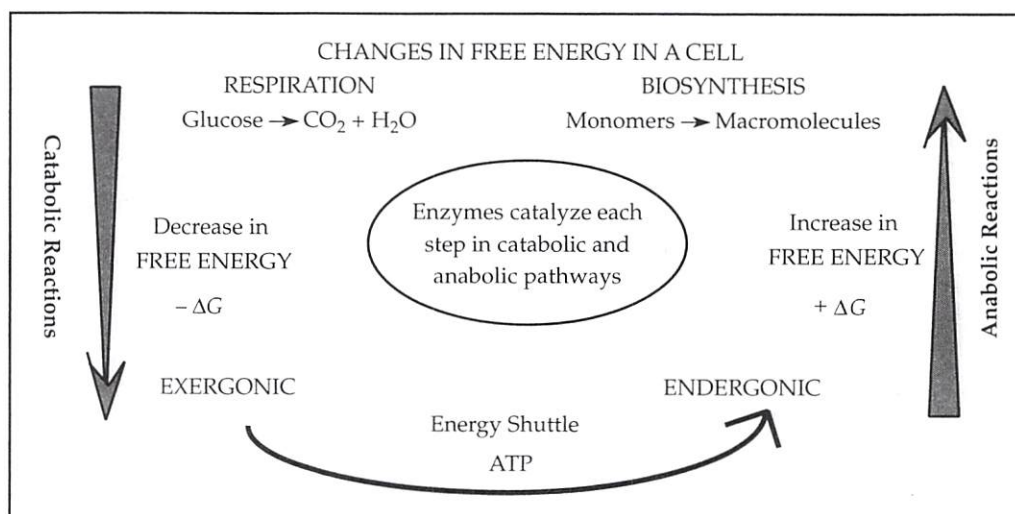 CHANGES IN FREE ENERGY IN A CELL
RESPIRATION
Glucose → CO₂ + H₂O
BIOSYNTHESIS
Monomers → Macromolecules
Catabolic Reactions
Decrease in
FREE ENERGY
− ΔG
EXERGONIC
Enzymes catalyze each
step in catabolic and
anabolic pathways
Increase in
FREE ENERGY
+ ΔG
ENDERGONIC
Anabolic Reactions
Energy Shuttle
ATP